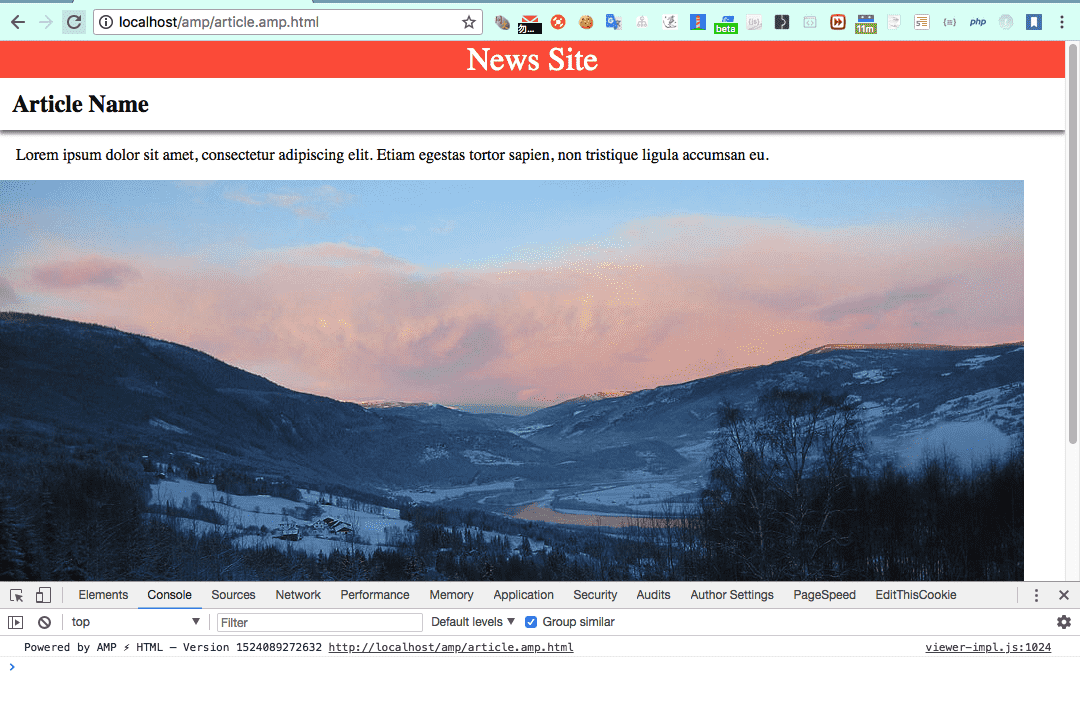 localhost/amp/article.amp.html
勿...
beta
11m
php
News Site
Article Name
Lorem ipsum dolor sit amet, consectetur adipiscing elit. Etiam egestas tortor sapien, non tristique ligula accumsan eu.
Elements Console Sources Network Performance Memory Application Security Audits Author Settings PageSpeed EditThisCookie
top Filter Default levels Group similar
Powered by AMP ⚡ HTML – Version 1524089272632 http://localhost/amp/article.amp.html viewer-impl.js:1024